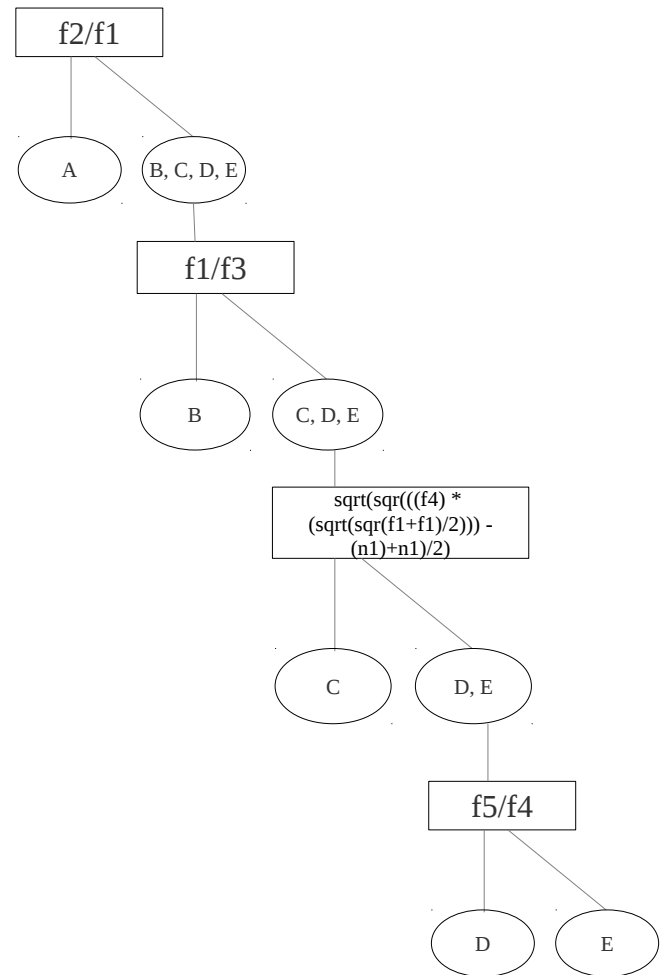 f2/f1
A
B, C, D, E
f1/f3
B
C, D, E
sqrt(sqr(((f4) *
(sqrt(sqr(f1+f1)/2))) -
(n1)+n1)/2)
C
D, E
f5/f4
D
E